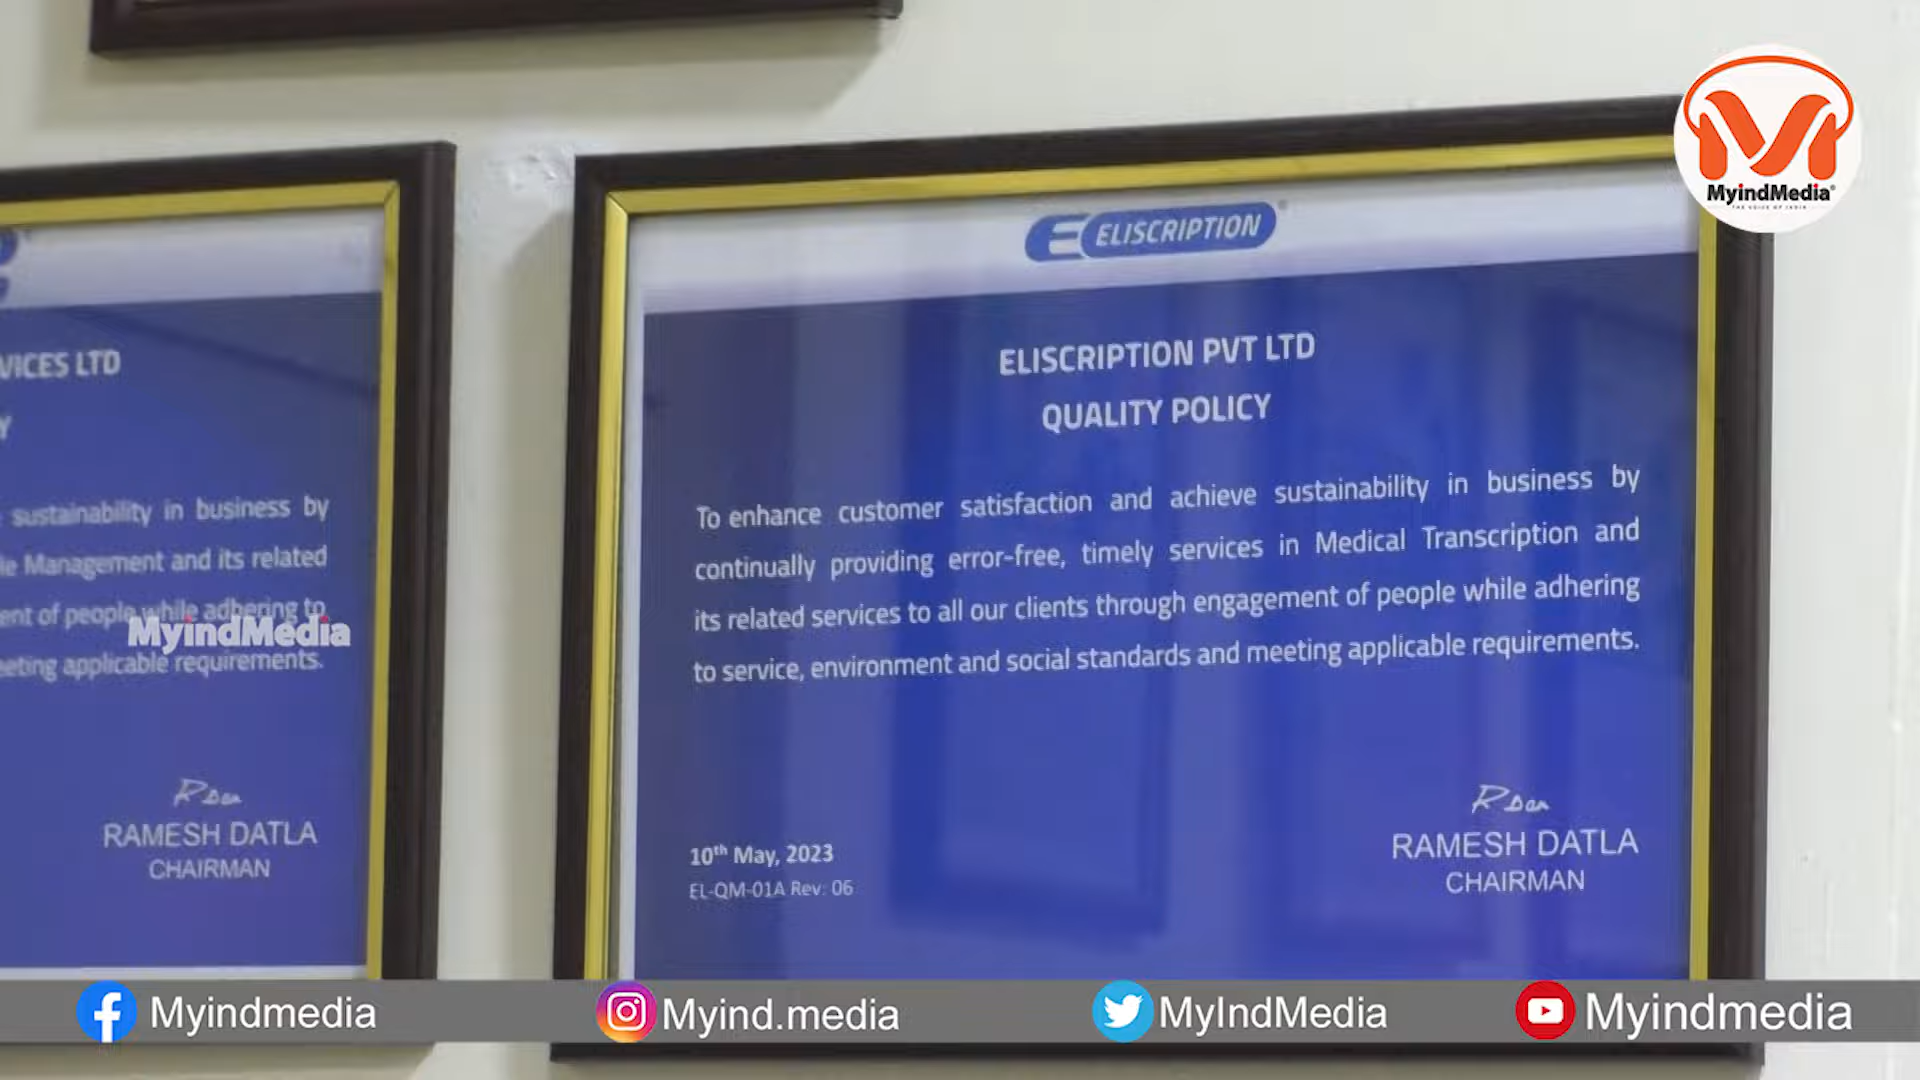 MyindMedia
THE VOICE OF INDIA
ELISCRIPTION
ELISCRIPTION PVT LTD
QUALITY POLICY
To enhance customer satisfaction and achieve sustainability in business by
continually providing error-free, timely services in Medical Transcription and
its related services to all our clients through engagement of people while adhering
to service, environment and social standards and meeting applicable requirements.
RAMESH DATLA
CHAIRMAN
10th May, 2023
EL-QM-01A Rev: 06
LTD
sustainability in business by
Management and its related
of people while adhering to
MyindMedia
applicable requirements.
RAMESH DATLA
CHAIRMAN
Myindmedia
Myind.media
MyIndMedia
Myindmedia